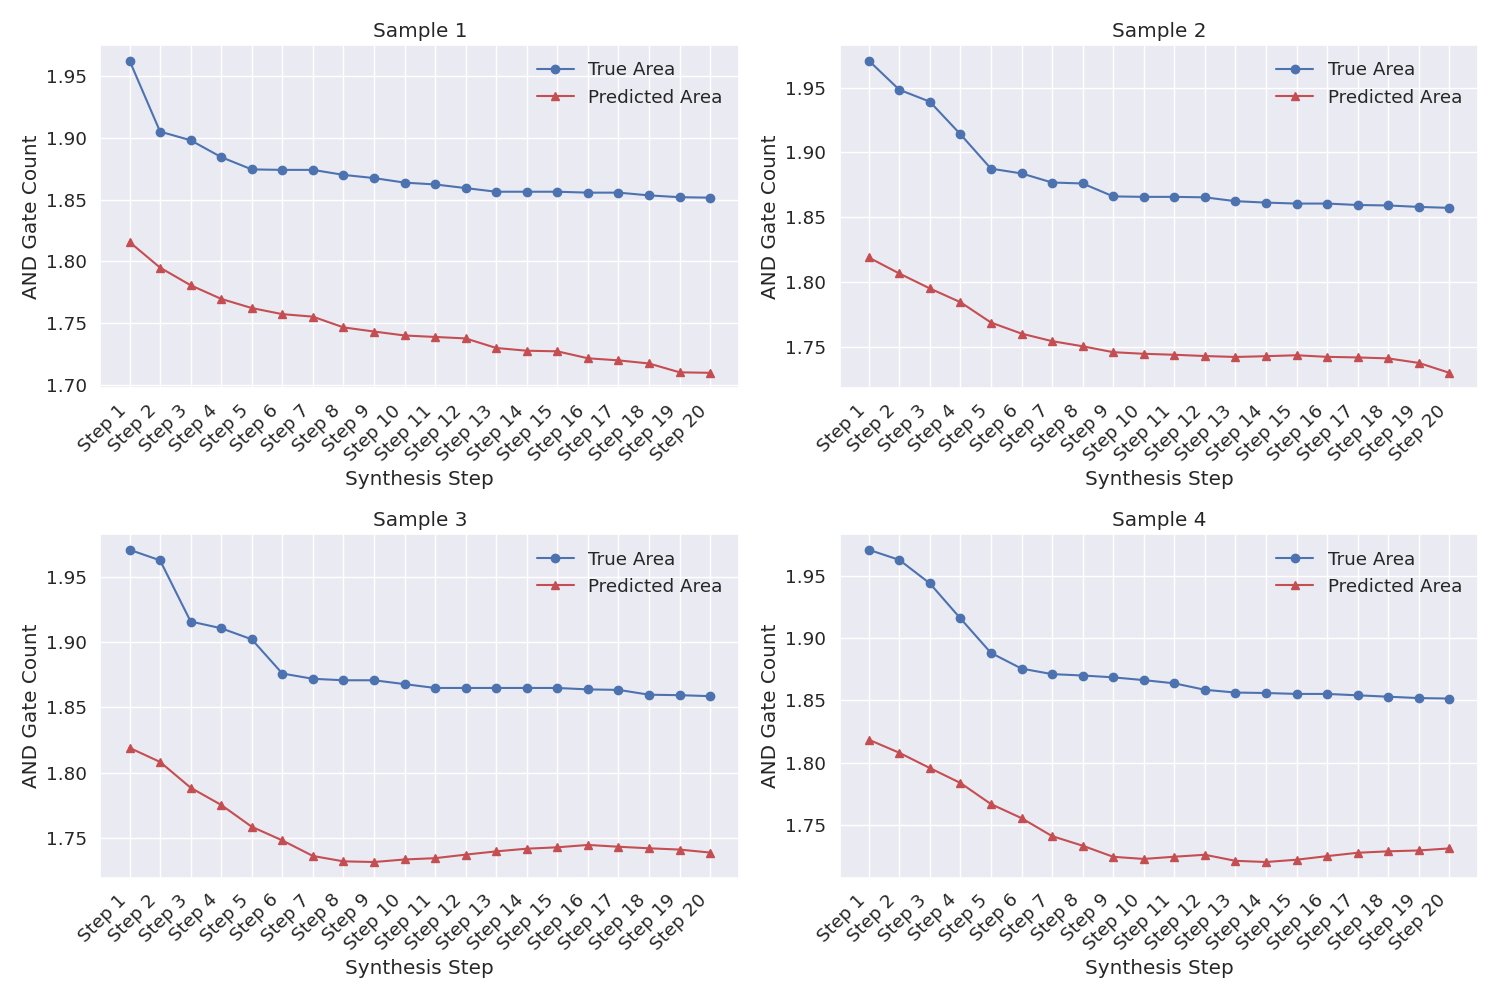 Sample 1
AND Gate Count
1.95
1.90
1.85
1.80
1.75
1.70
True Area
Predicted Area
Step 1
Step 2
Step 3
Step 4
Step 5
Step 6
Step 7
Step 8
Step 9
Step 10
Step 11
Step 12
Step 13
Step 14
Step 15
Step 16
Step 17
Step 18
Step 19
Step 20
Synthesis Step
Sample 2
AND Gate Count
1.95
1.90
1.85
1.80
1.75
True Area
Predicted Area
Step 1
Step 2
Step 3
Step 4
Step 5
Step 6
Step 7
Step 8
Step 9
Step 10
Step 11
Step 12
Step 13
Step 14
Step 15
Step 16
Step 17
Step 18
Step 19
Step 20
Synthesis Step
Sample 3
AND Gate Count
1.95
1.90
1.85
1.80
1.75
True Area
Predicted Area
Step 1
Step 2
Step 3
Step 4
Step 5
Step 6
Step 7
Step 8
Step 9
Step 10
Step 11
Step 12
Step 13
Step 14
Step 15
Step 16
Step 17
Step 18
Step 19
Step 20
Synthesis Step
Sample 4
AND Gate Count
1.95
1.90
1.85
1.80
1.75
True Area
Predicted Area
Step 1
Step 2
Step 3
Step 4
Step 5
Step 6
Step 7
Step 8
Step 9
Step 10
Step 11
Step 12
Step 13
Step 14
Step 15
Step 16
Step 17
Step 18
Step 19
Step 20
Synthesis Step